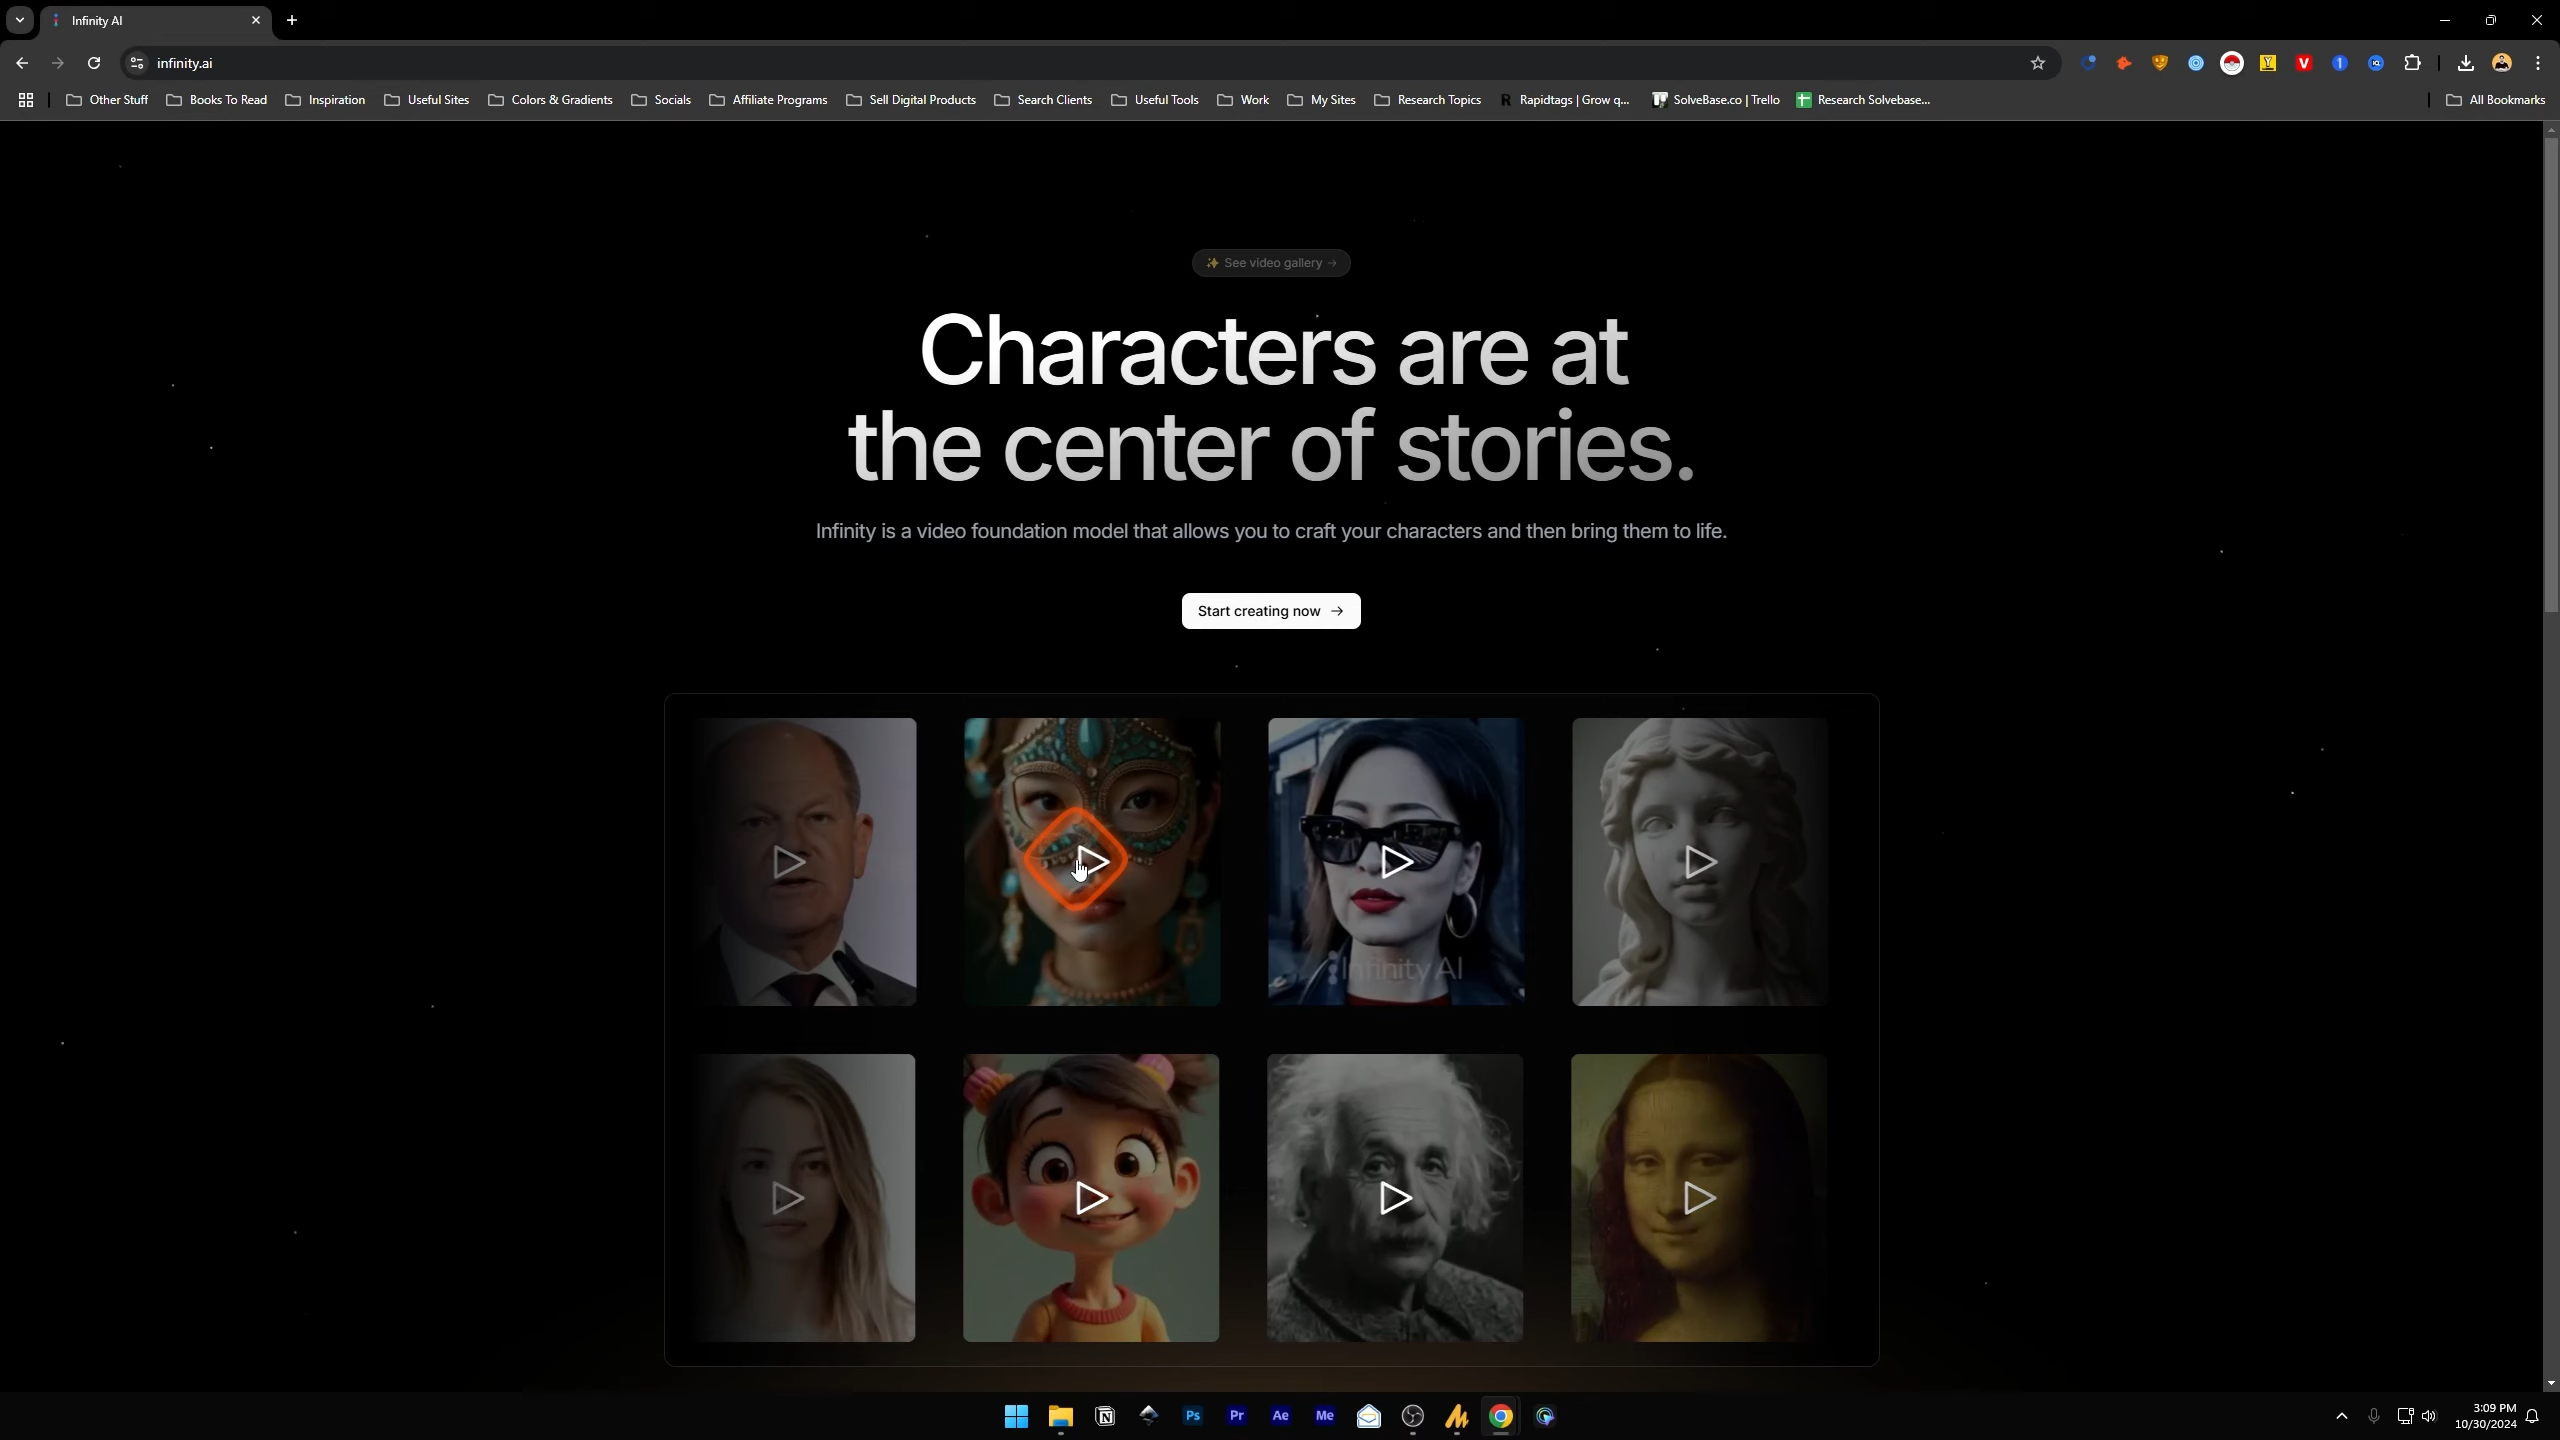 Infinity AI
infinity.ai
Other Stuff
Books To Read
Inspiration
Useful Sites
Colors & Gradients
Socials
Affiliate Programs
Sell Digital Products
Search Clients
Useful Tools
Work
My Sites
Research Topics
Rapidtags | Grow q...
SolveBase.co | Trello
Research Solvebase...
All Bookmarks
See video gallery →
Characters are at
the center of stories.
Infinity is a video foundation model that allows you to craft your characters and then bring them to life.
Start creating now →
Infinity AI
Ps
Pr
Ae
Me
3:09 PM
10/30/2024